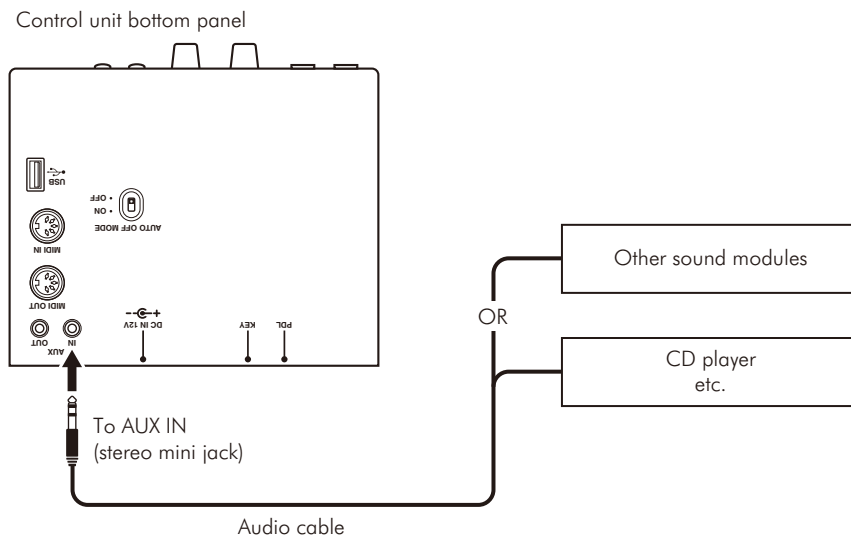 Control unit bottom panel
USB
OFF
ON
AUTO OFF MODE
MIDI IN
MIDI OUT
OUT
IN
AUX
DC IN 12V
KEY
PDL
Other sound modules
OR
CD player
etc.
To AUX IN
(stereo mini jack)
Audio cable